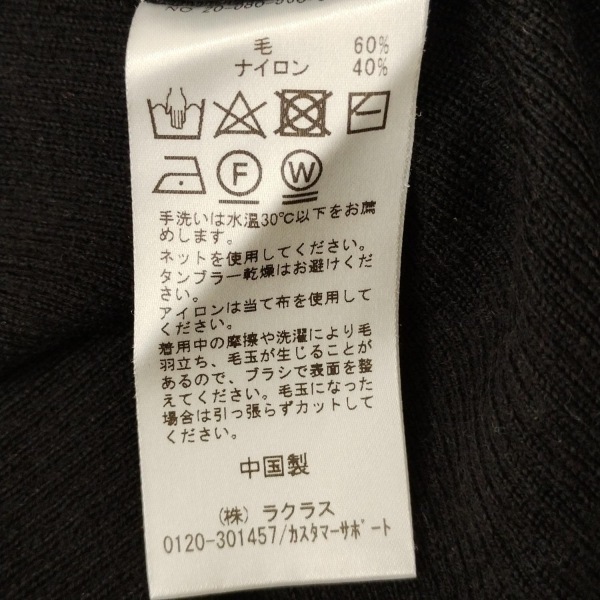 毛 60%
ナイロン 40%
F W
手洗いは水温30℃以下をお薦
めします。
ネットを使用してください。
タンブラー乾燥はお避けくだ
さい。
アイロンは当て布を使用して
ください。
着用中の摩擦や洗濯により毛
羽立ち、毛玉が生じることが
あるので、ブラシで表面を整
えてください。毛玉になった
場合は引っ張らずカットして
ください。
中国製
(株) ラクラス
0120-301457/ｶｽﾀﾏｰｻﾎﾟｰﾄ